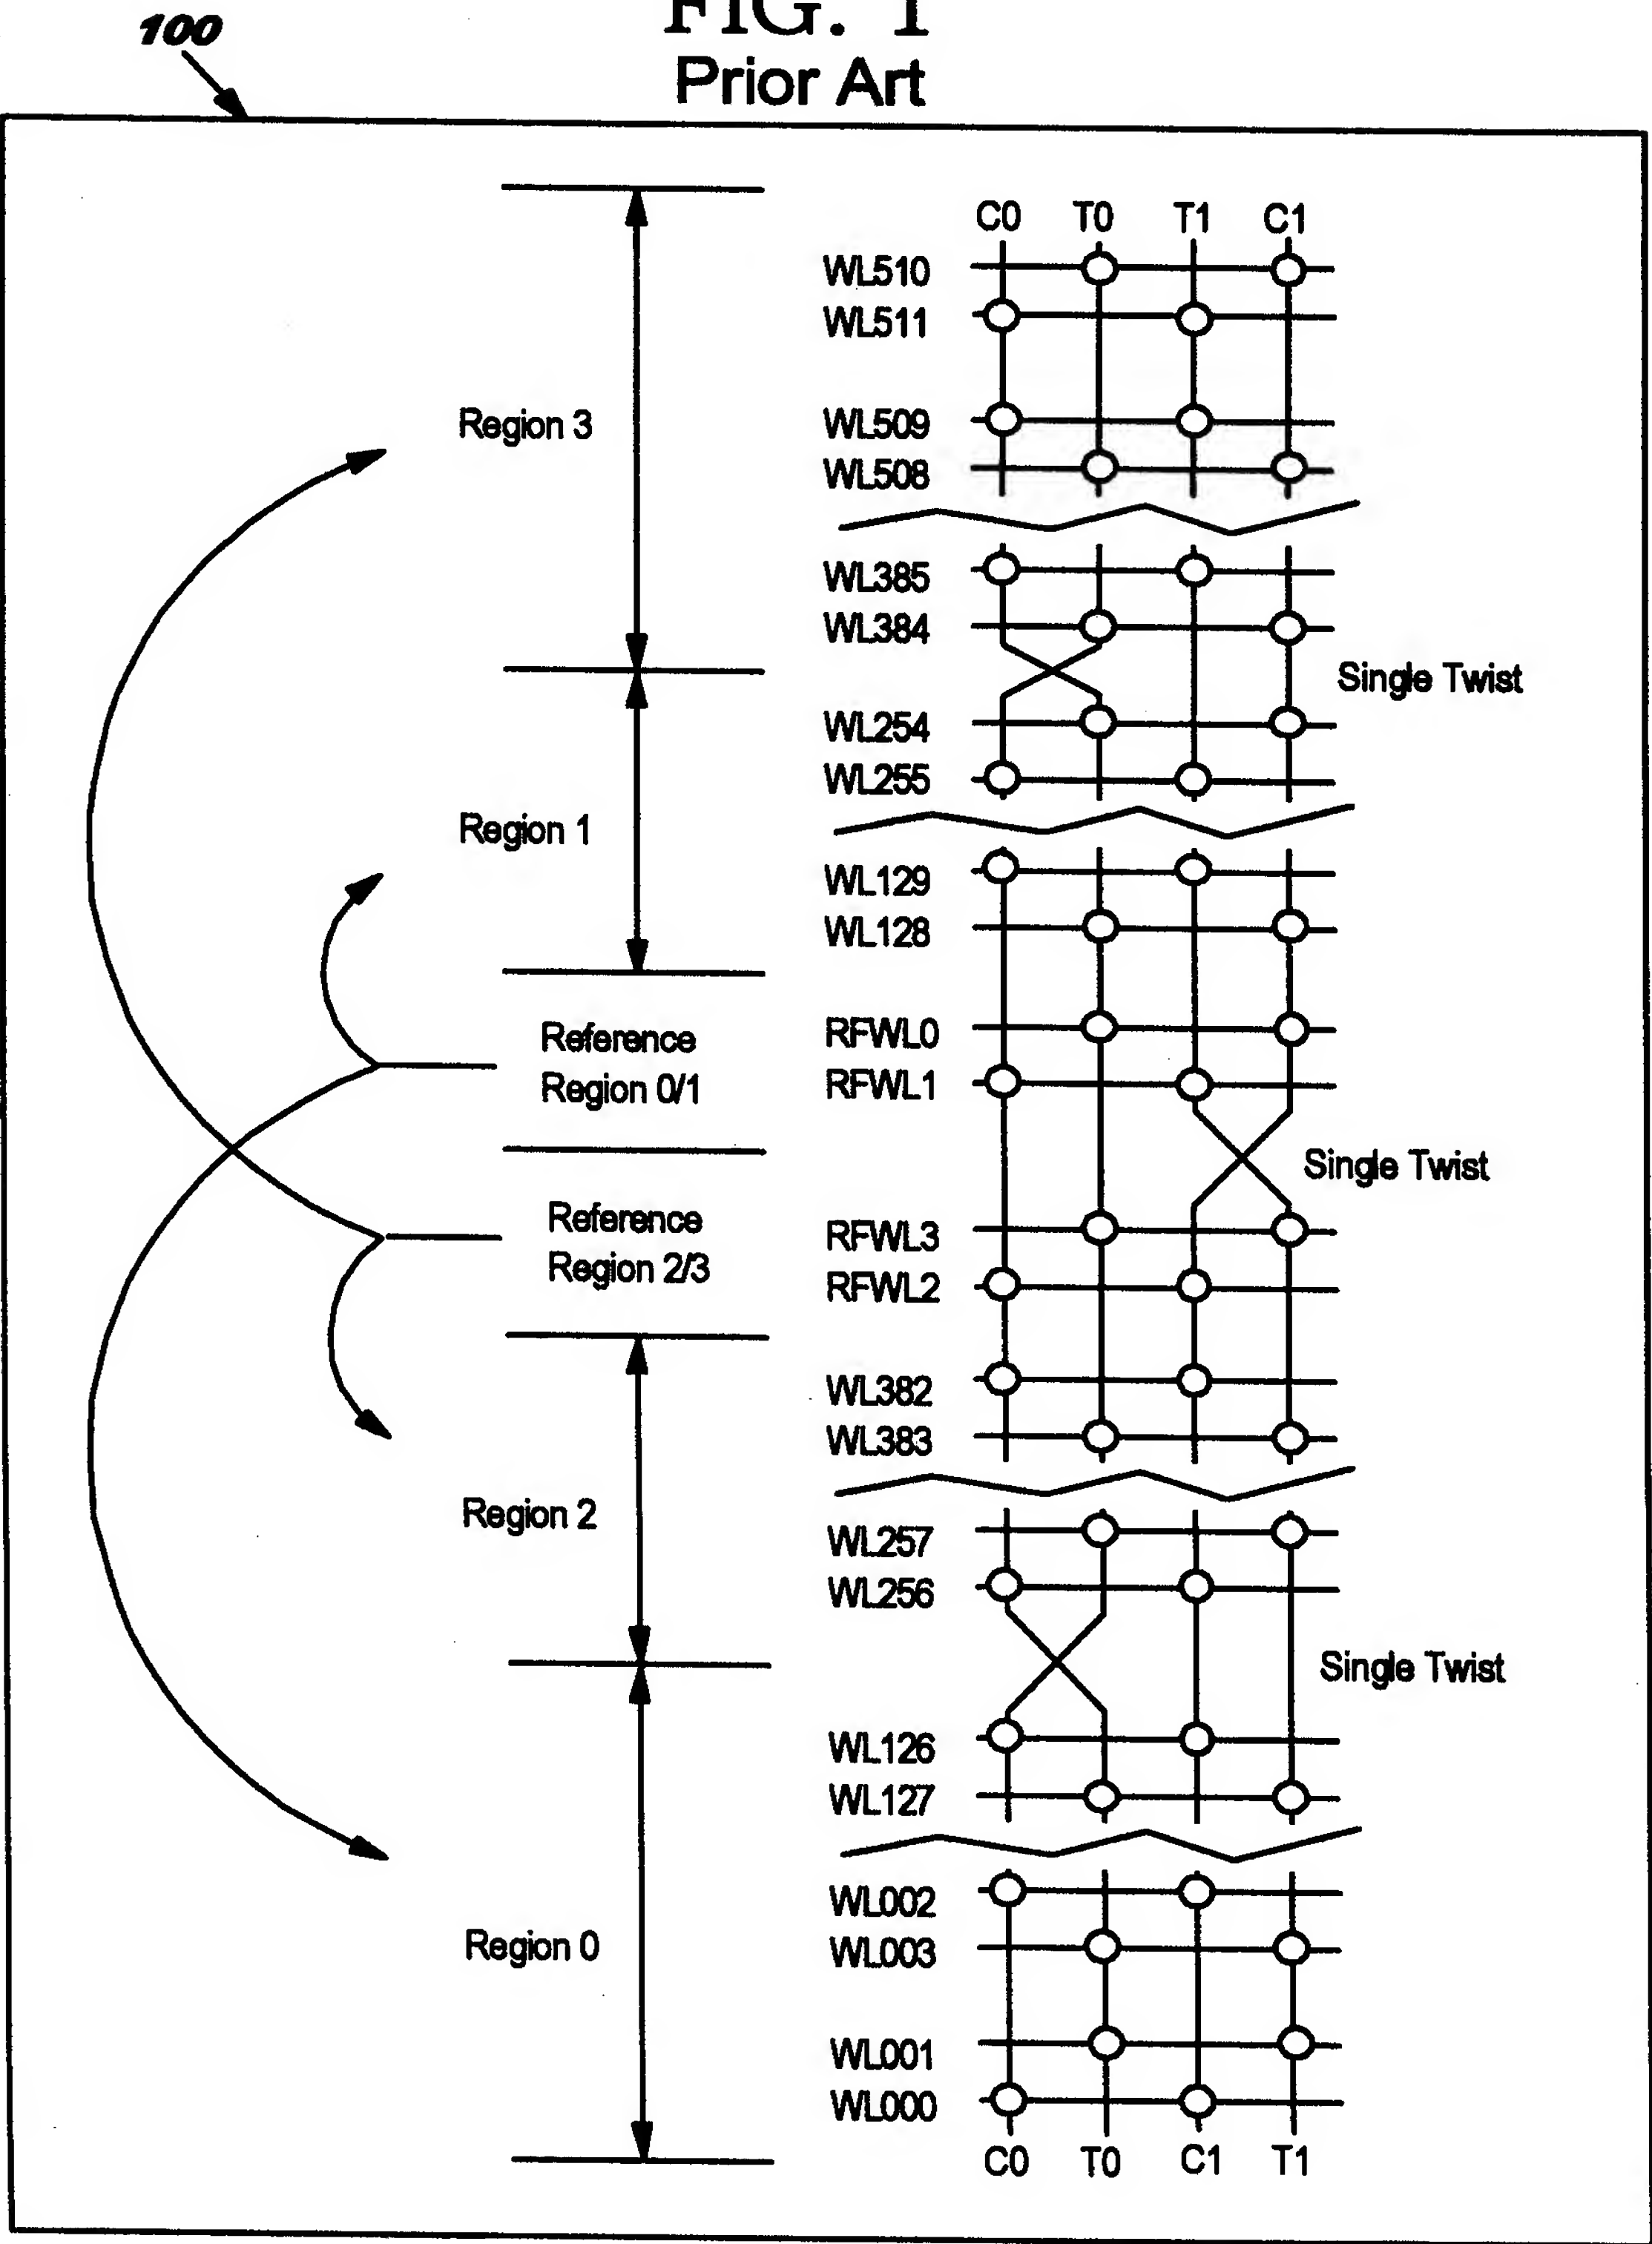 FIG. 1
Prior Art
100
C0 T0 T1 C1
WL510
WL511
Region 3
WL509
WL508
WL385
WL384
Single Twist
WL254
WL255
Region 1
WL129
WL128
RFWL0
Reference
Region 0/1
RFWL1
Single Twist
Reference
Region 2/3
RFWL3
RFWL2
WL382
WL383
Region 2
WL257
WL256
Single Twist
WL126
WL127
WL002
Region 0
WL003
WL001
WL000
C0 T0 C1 T1